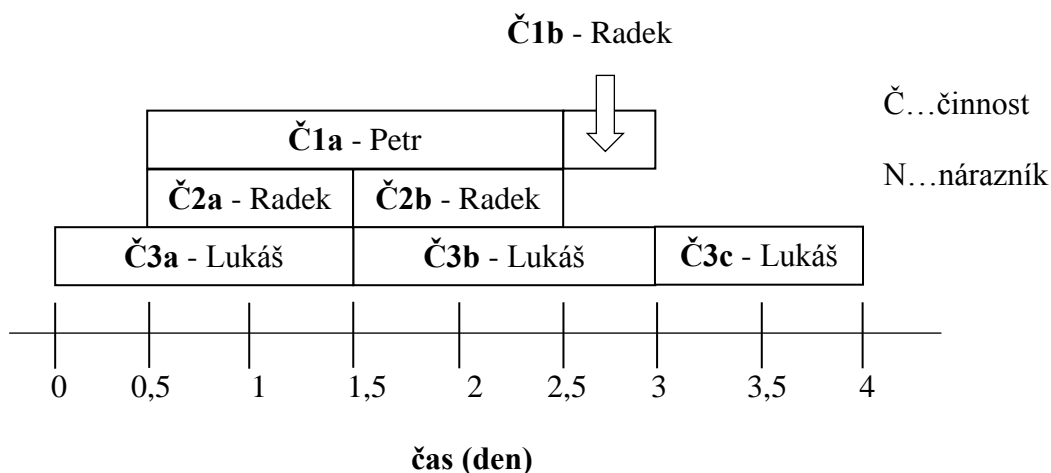 Č1b - Radek
Č…činnost
Č1a - Petr
N…nárazník
Č2a - Radek
Č2b - Radek
Č3a - Lukáš
Č3b - Lukáš
Č3c - Lukáš
0 0,5 1 1,5 2 2,5 3 3,5 4
čas (den)